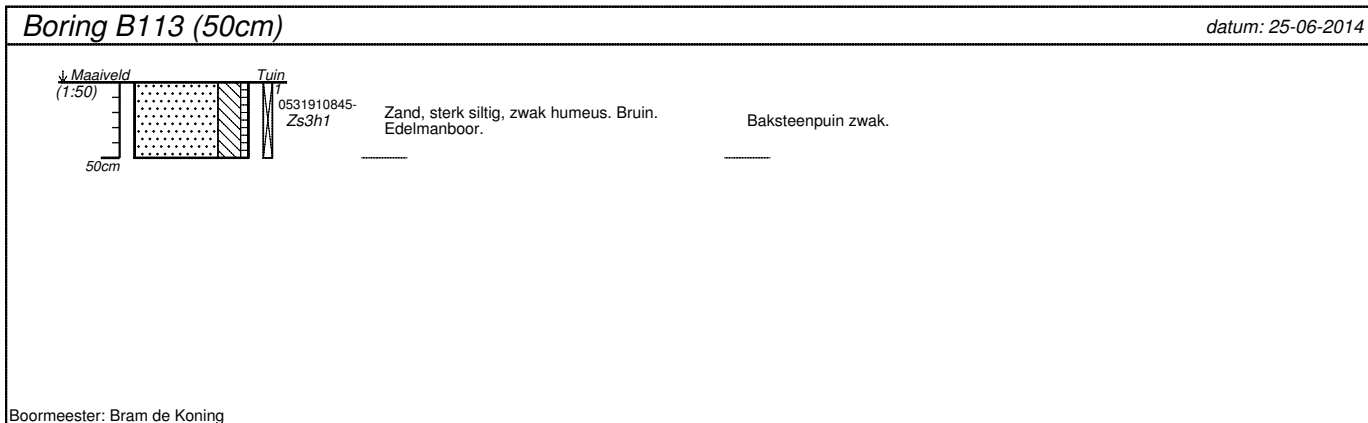 Boring B113 (50cm)
datum: 25-06-2014
Maaiveld
Tuin
(1:50)
1
0531910845-
Zs3h1
Zand, sterk siltig, zwak humeus. Bruin.
Edelmanboor.
Baksteenpuin zwak.
50cm
Boormeester: Bram de Koning